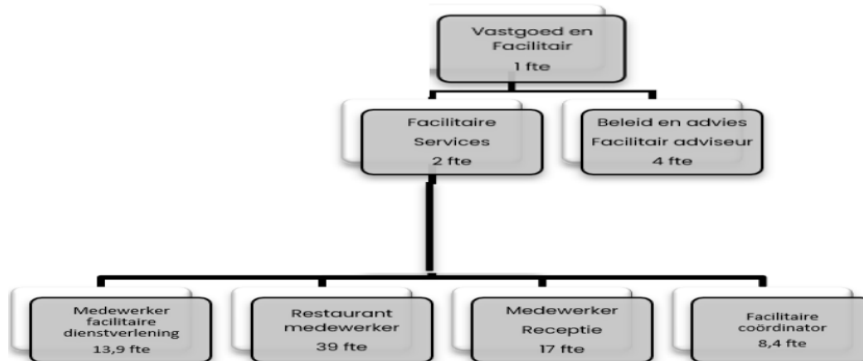 Vastgoed en
Facilitair
1 fte
Facilitaire
Services
2 fte
Beleid en advies
Facilitair adviseur
4 fte
Medewerker
facilitaire
dienstverlening
13,9 fte
Restaurant
medewerker
39 fte
Medewerker
Receptie
17 fte
Facilitaire
coördinator
8,4 fte